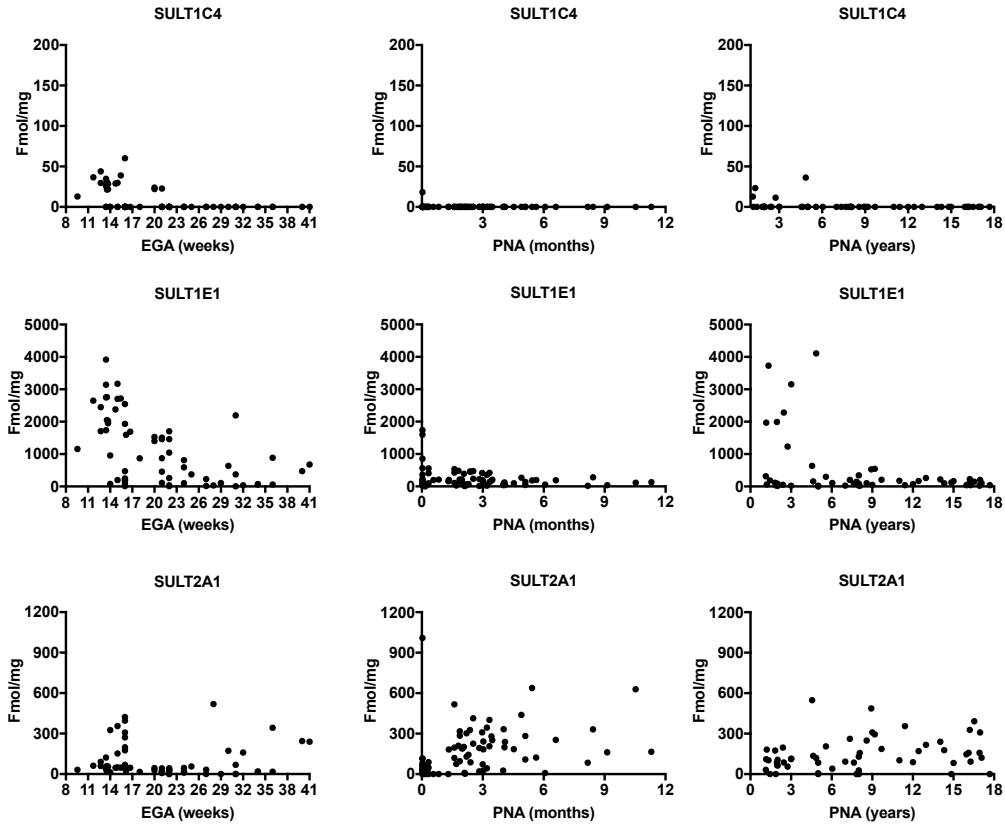 SULT1C4 SULT1C4 SULT1C4
200 200 200
150 150 150
100 100 100
50 50 50
0 0 0
Fmol/mg Fmol/mg Fmol/mg
8 11 14 17 20 23 26 29 32 35 38 41 0 3 6 9 12 0 3 6 9 12 15 18
EGA (weeks) PNA (months) PNA (years)
SULT1E1 SULT1E1 SULT1E1
5000 5000 5000
4000 4000 4000
3000 3000 3000
2000 2000 2000
1000 1000 1000
0 0 0
Fmol/mg Fmol/mg Fmol/mg
8 11 14 17 20 23 26 29 32 35 38 41 0 3 6 9 12 0 3 6 9 12 15 18
EGA (weeks) PNA (months) PNA (years)
SULT2A1 SULT2A1 SULT2A1
1200 1200 1200
900 900 900
600 600 600
300 300 300
0 0 0
Fmol/mg Fmol/mg Fmol/mg
8 11 14 17 20 23 26 29 32 35 38 41 0 3 6 9 12 0 3 6 9 12 15 18
EGA (weeks) PNA (months) PNA (years)